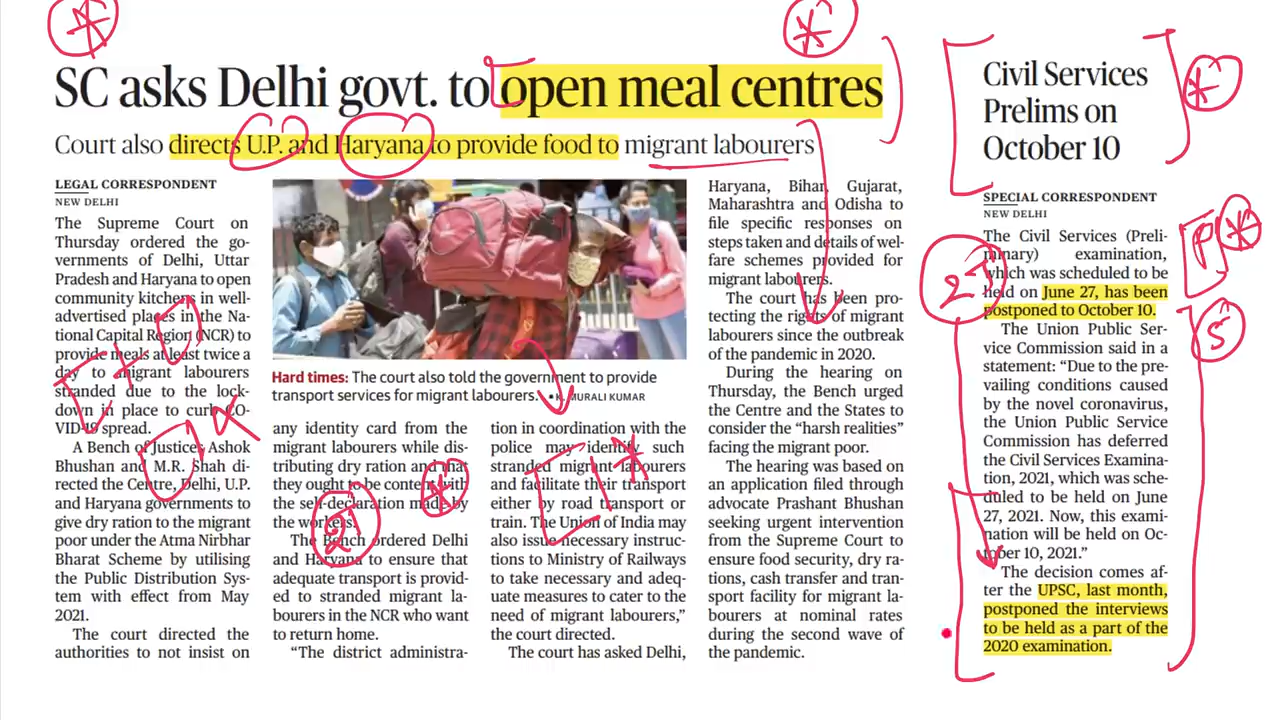 SC asks Delhi govt. to open meal centres
Court also directs U.P. and Haryana to provide food to migrant labourers
LEGAL CORRESPONDENT
NEW DELHI
The Supreme Court on
Thursday ordered the go-
vernments of Delhi, Uttar
Pradesh and Haryana to open
community kitchens in well-
advertised places in the Na-
tional Capital Region (NCR) to
provide meals at least twice a
day to migrant labourers
stranded due to the lock-
down in place to curb CO-
VID-19 spread.
A Bench of Justices Ashok
Bhushan and M.R. Shah di-
rected the Centre, Delhi, U.P.
and Haryana governments to
give dry ration to the migrant
poor under the Atma Nirbhar
Bharat Scheme by utilising
the Public Distribution Sys-
tem with effect from May
2021.
The court directed the
authorities to not insist on
Hard times: The court also told the government to provide
transport services for migrant labourers. • K. MURALI KUMAR
any identity card from the
migrant labourers while dis-
tributing dry ration and that
they ought to be content with
the self-declaration made by
the workers.
The Bench ordered Delhi
and Haryana to ensure that
adequate transport is provid-
ed to stranded migrant la-
bourers in the NCR who want
to return home.
“The district administra-
tion in coordination with the
police may identify such
stranded migrant labourers
and facilitate their transport
either by road transport or
train. The Union of India may
also issue necessary instruc-
tions to Ministry of Railways
to take necessary and adeq-
uate measures to cater to the
need of migrant labourers,”
the court directed.
The court has asked Delhi,
Haryana, Bihar, Gujarat,
Maharashtra and Odisha to
file specific responses on
steps taken and details of wel-
fare schemes provided for
migrant labourers.
The court has been pro-
tecting the rights of migrant
labourers since the outbreak
of the pandemic in 2020.
During the hearing on
Thursday, the Bench urged
the Centre and the States to
consider the “harsh realities”
facing the migrant poor.
The hearing was based on
an application filed through
advocate Prashant Bhushan
seeking urgent intervention
from the Supreme Court to
ensure food security, dry ra-
tions, cash transfer and tran-
sport facility for migrant la-
bourers at nominal rates
during the second wave of
the pandemic.
Civil Services
Prelims on
October 10
SPECIAL CORRESPONDENT
NEW DELHI
The Civil Services (Preli-
minary) examination,
which was scheduled to be
held on June 27, has been
postponed to October 10.
The Union Public Ser-
vice Commission said in a
statement: “Due to the pre-
vailing conditions caused
by the novel coronavirus,
the Union Public Service
Commission has deferred
the Civil Services Examina-
tion, 2021, which was sche-
duled to be held on June
27, 2021. Now, this exami-
nation will be held on Oc-
tober 10, 2021.”
The decision comes af-
ter the UPSC, last month,
postponed the interviews
to be held as a part of the
2020 examination.
P
2
S
2